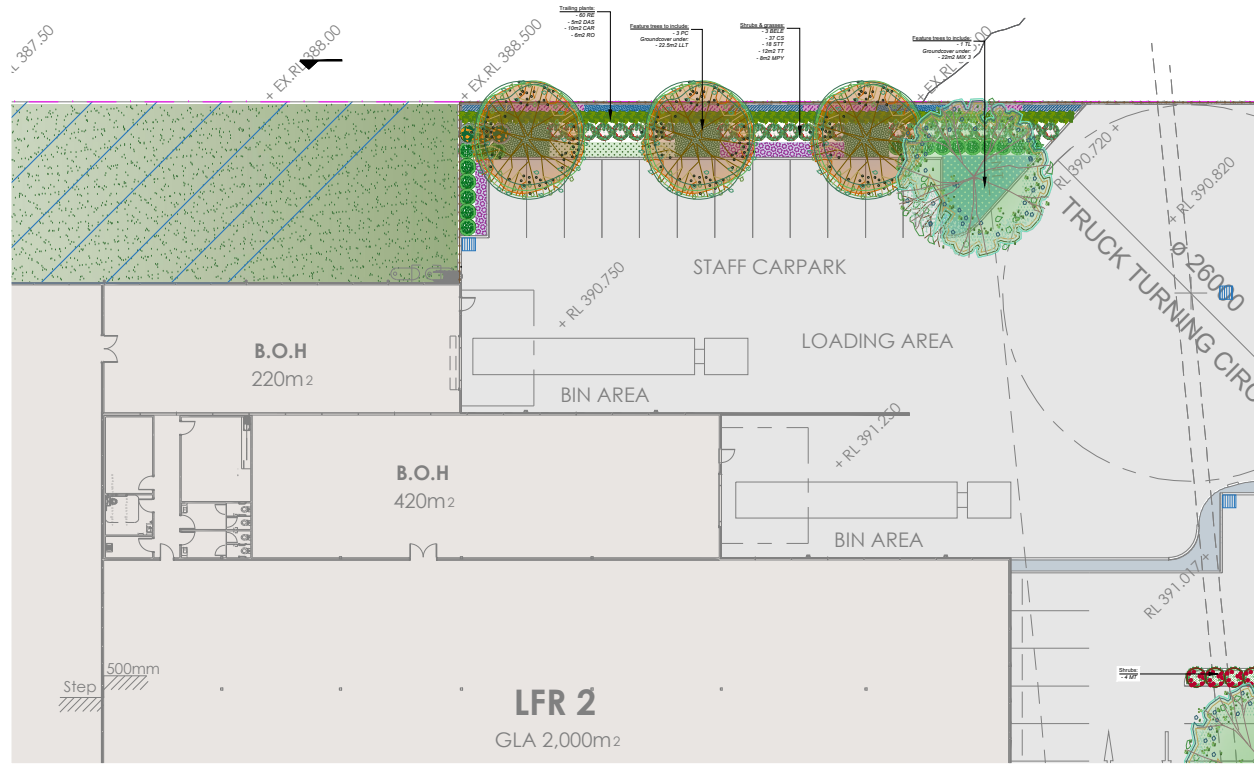 Trailing plants:
- 60 RE
- 5m2 DAS
- 10m2 CAR
- 6m2 RO
Feature trees to include:
- 3 PC
Groundcover under:
- 22.5m2 LLT
Shrubs & grasses:
- 3 BELE
- 37 CS
- 18 STT
- 12m2 TT
- 8m2 MPY
Feature trees to include:
- 1 TL
Groundcover under:
- 22m2 MIX 3
RL 387.50
+ EX.RL 388.00
+ EX.RL 388.500
RL 390.720 +
+ RL 390.820
TRUCK TURNING CIRC
Ø 26000
STAFF CARPARK
+ RL 390.750
LOADING AREA
B.O.H
220m2
BIN AREA
+ RL 391.250
B.O.H
420m2
BIN AREA
RL 391.017 +
500mm
Step
Shrubs:
- 4 MT
LFR 2
GLA 2,000m2